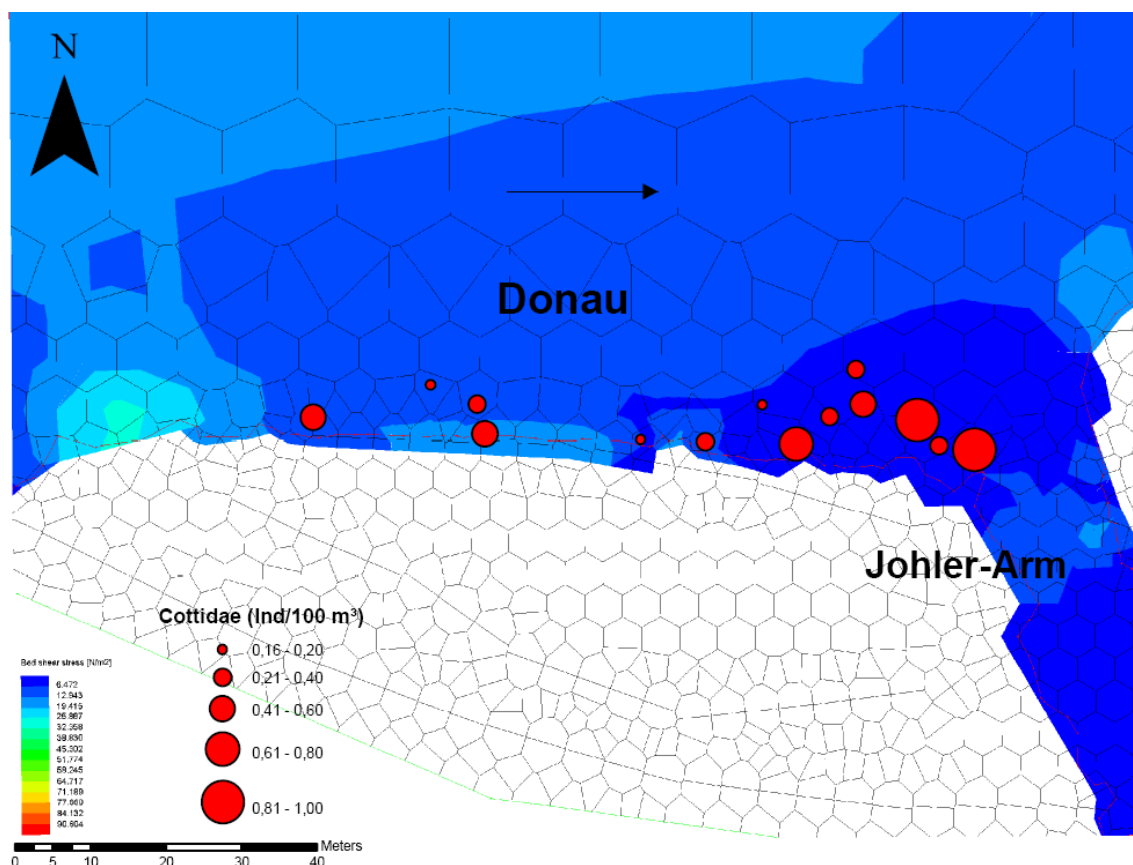 N
Donau
Johler-Arm
Cottidae (Ind/100 m³)
0,16 - 0,20
0,21 - 0,40
0,41 - 0,60
0,61 - 0,80
0,81 - 1,00
Bed shear stress [N/m2]
6.472
12.943
19.415
25.887
32.358
38.830
45.302
51.774
58.245
64.717
71.189
77.660
84.132
90.604
Meters
0 5 10 20 30 40